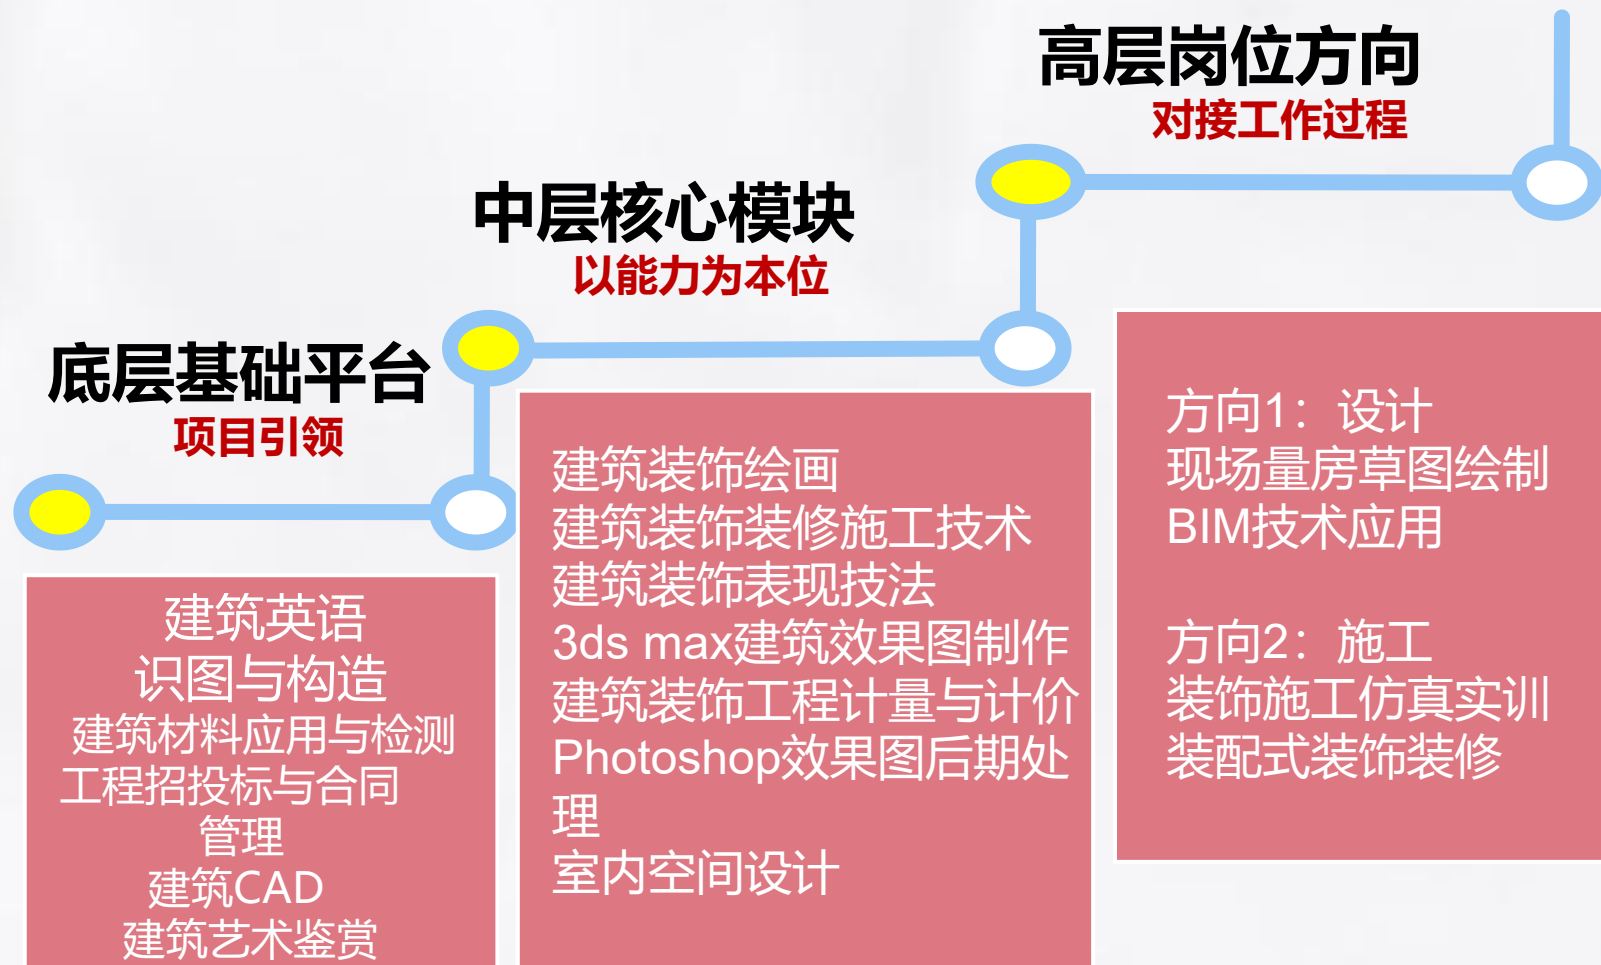 高层岗位方向
对接工作过程
中层核心模块
以能力为本位
底层基础平台
项目引领
建筑英语
识图与构造
建筑材料应用与检测
工程招投标与合同
管理
建筑CAD
建筑艺术鉴赏
建筑装饰绘画
建筑装饰装修施工技术
建筑装饰表现技法
3ds max建筑效果图制作
建筑装饰工程计量与计价
Photoshop效果图后期处
理
室内空间设计
方向1：设计
现场量房草图绘制
BIM技术应用
方向2：施工
装饰施工仿真实训
装配式装饰装修